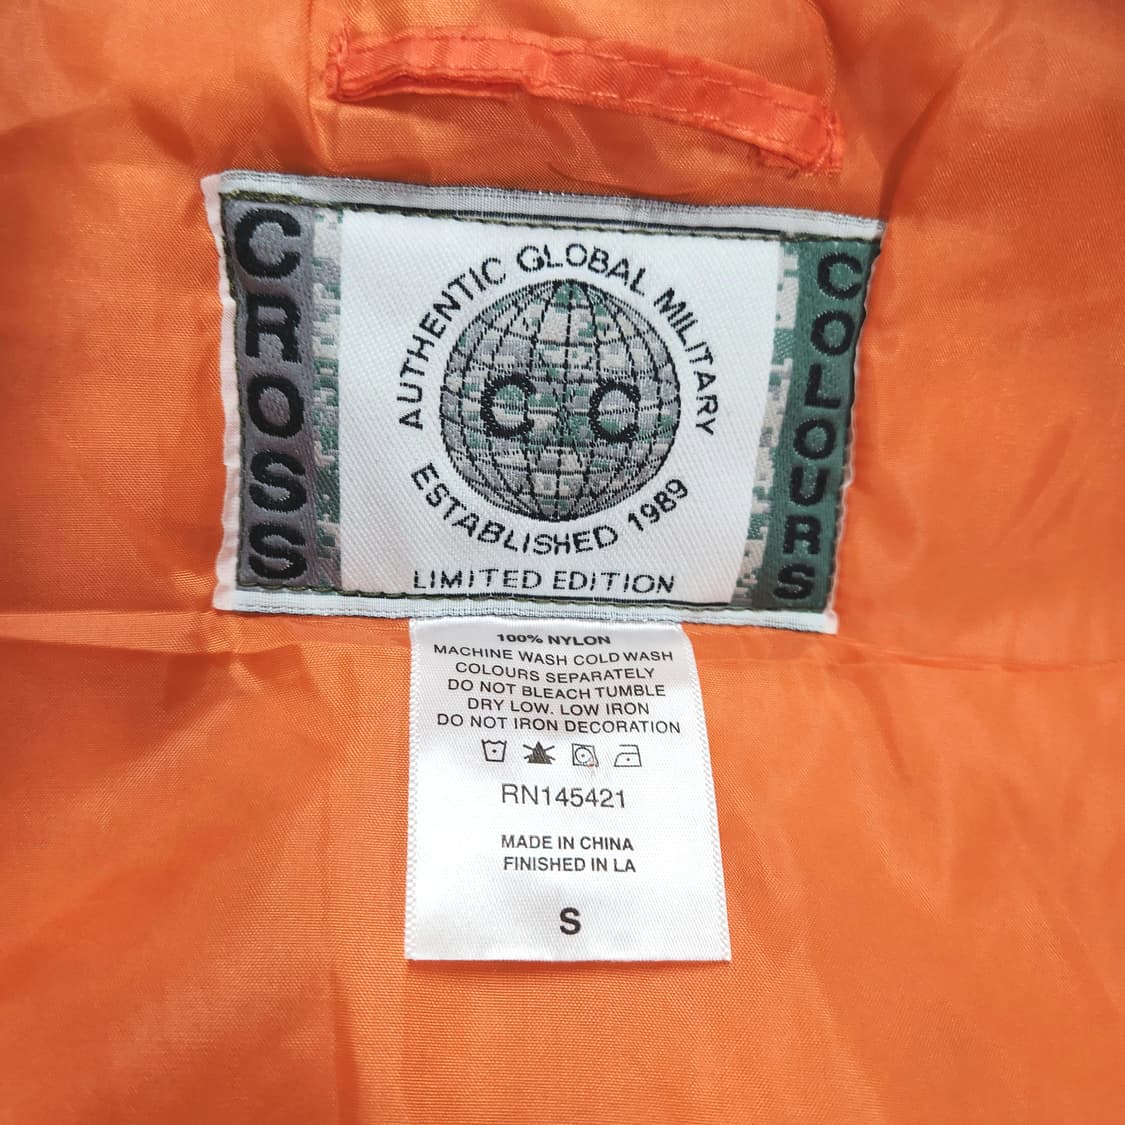 CROSS
COLOURS
AUTHENTIC GLOBAL MILITARY
C C
ESTABLISHED 1989
LIMITED EDITION
100% NYLON
MACHINE WASH COLD WASH
COLOURS SEPARATELY
DO NOT BLEACH TUMBLE
DRY LOW. LOW IRON
DO NOT IRON DECORATION
RN145421
MADE IN CHINA
FINISHED IN LA
S